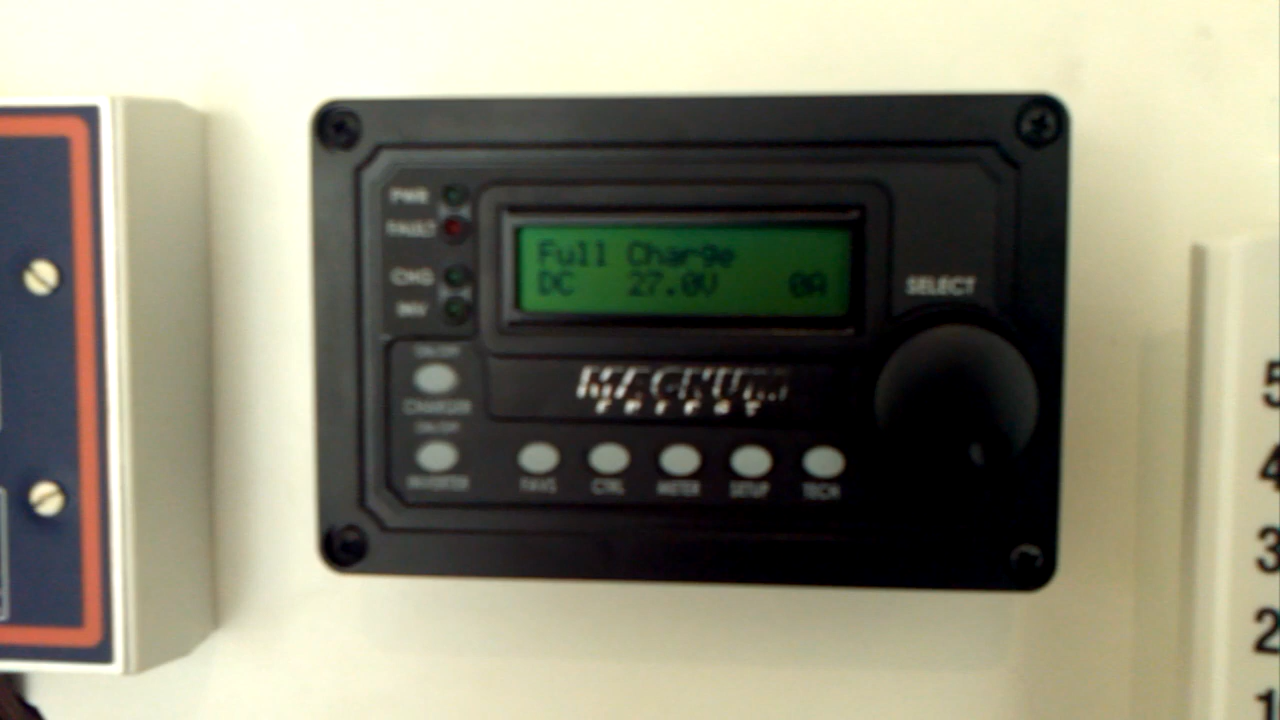 PWR
FAULT
CHG
INV
Full Charge
DC 27.0V 0A
SELECT
ON/OFF
CHARGER
ON/OFF
INVERTER
MAGNUM
ENERGY
FAVS
CTRL
METER
SETUP
TECH
5
4
3
2
1